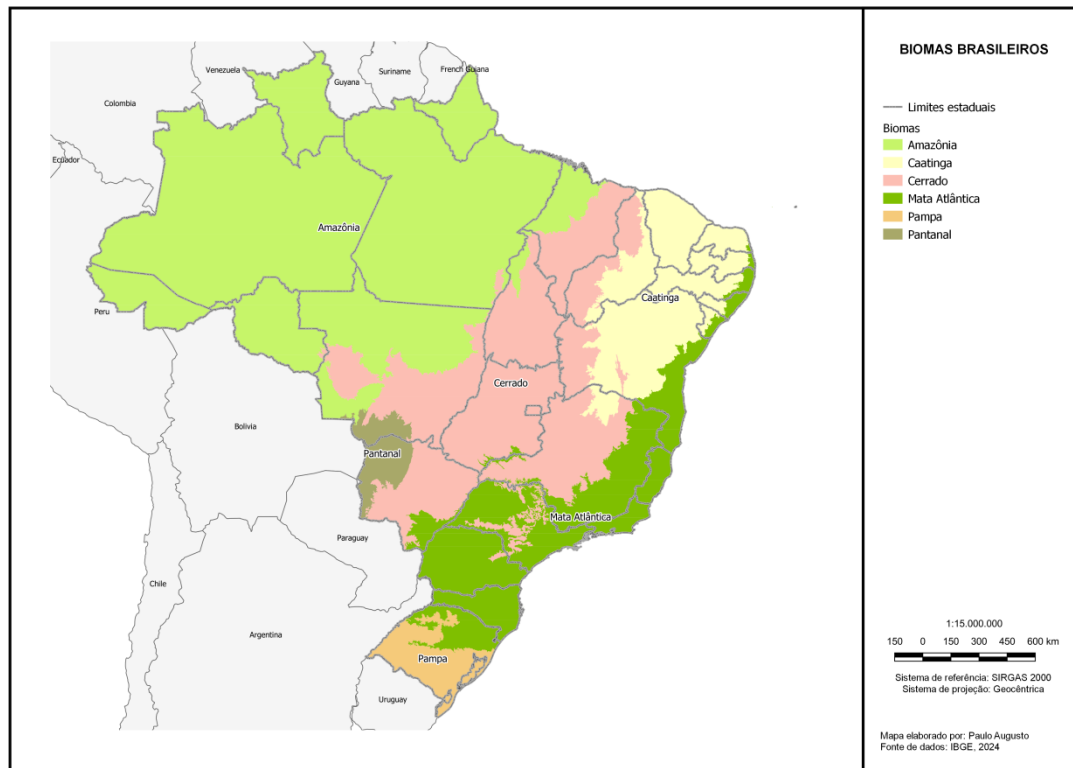 Venezuela
Suriname
French Guiana
Guyana
Colombia
Ecuador
Amazônia
Caatinga
Peru
Cerrado
Bolivia
Pantanal
Mata Atlântica
Paraguay
Chile
Argentina
Pampa
Uruguay
BIOMAS BRASILEIROS
Limites estaduais
Biomas
Amazônia
Caatinga
Cerrado
Mata Atlântica
Pampa
Pantanal
1:15.000.000
150 0 150 300 450 600 km
Sistema de referência: SIRGAS 2000
Sistema de projeção: Geocêntrica
Mapa elaborado por: Paulo Augusto
Fonte de dados: IBGE, 2024